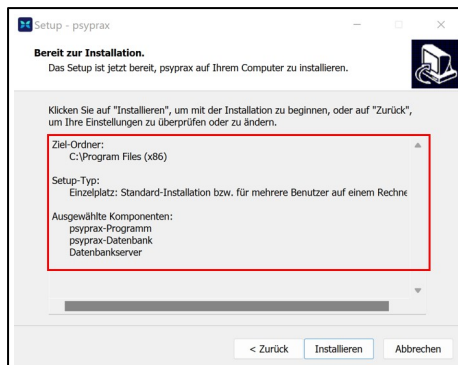 Setup - psyprax
Bereit zur Installation.
Das Setup ist jetzt bereit, psyprax auf Ihrem Computer zu installieren.
Klicken Sie auf "Installieren", um mit der Installation zu beginnen, oder auf "Zurück",
um Ihre Einstellungen zu überprüfen oder zu ändern.
Ziel-Ordner:
C:\Program Files (x86)
Setup-Typ:
Einzelplatz: Standard-Installation bzw. für mehrere Benutzer auf einem Rechne
Ausgewählte Komponenten:
psyprax-Programm
psyprax-Datenbank
Datenbankserver
< Zurück
Installieren
Abbrechen